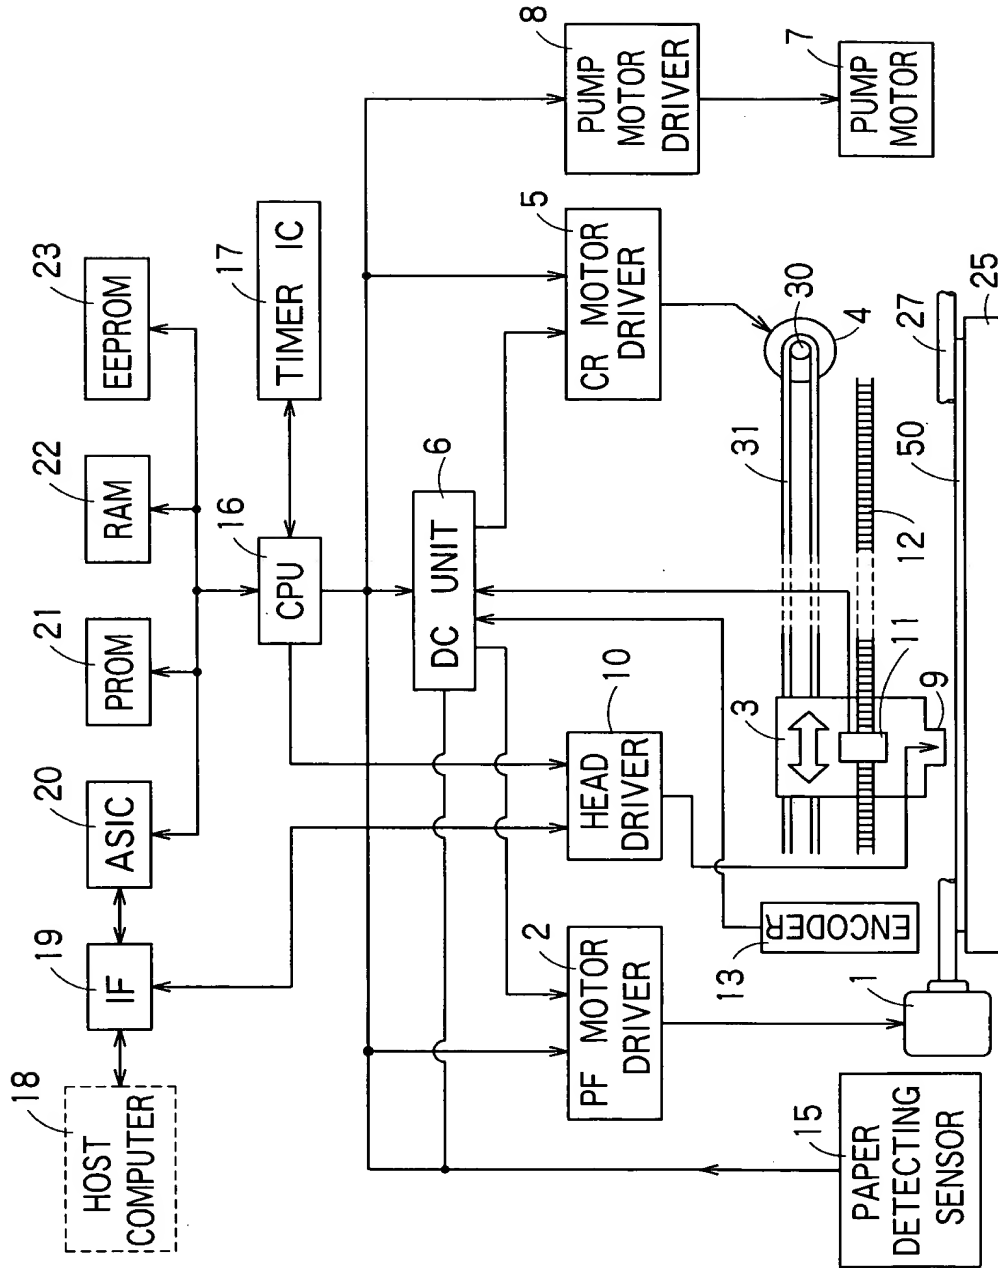 18
HOST
COMPUTER
19
IF
20
ASIC
21
PROM
22
RAM
23
EEPROM
16
CPU
17
TIMER IC
6
DC UNIT
2
PF MOTOR
DRIVER
10
HEAD
DRIVER
5
CR MOTOR
DRIVER
8
PUMP
MOTOR
DRIVER
7
PUMP
MOTOR
15
PAPER
DETECTING
SENSOR
13
ENCODER
1
3
11
9
31
12
30
4
27
50
25